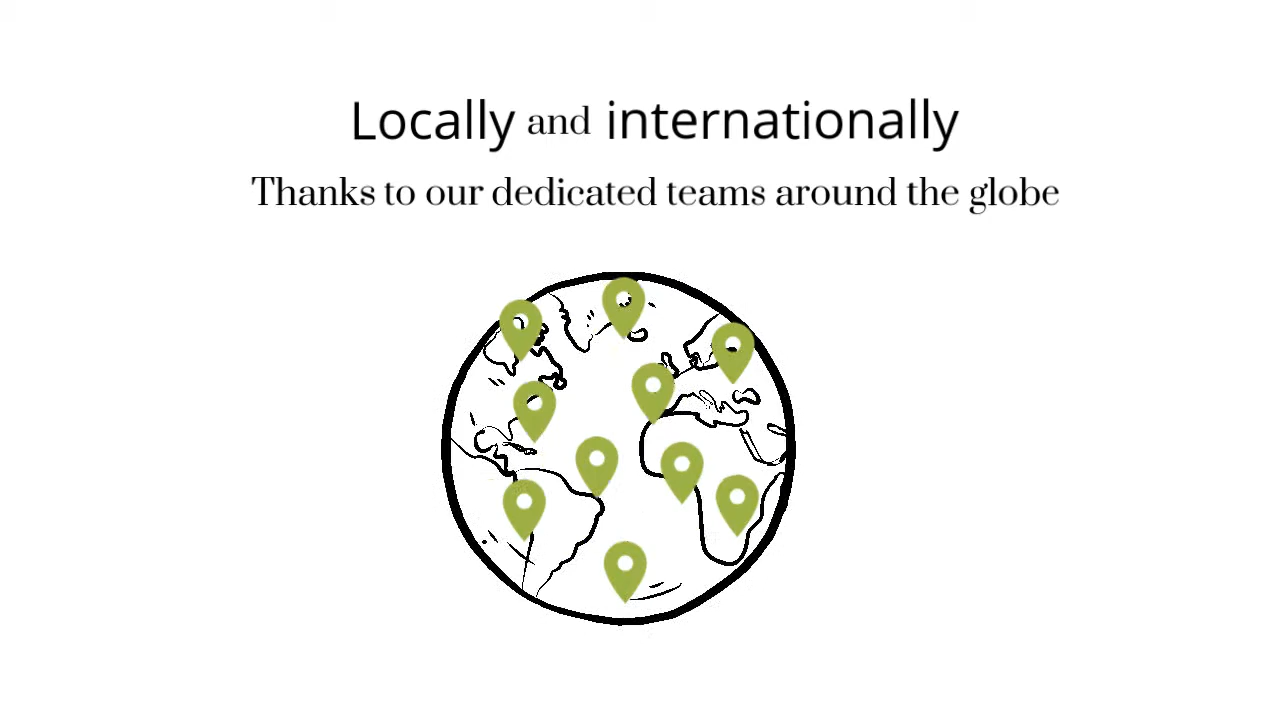 Locally and internationally
Thanks to our dedicated teams around the globe